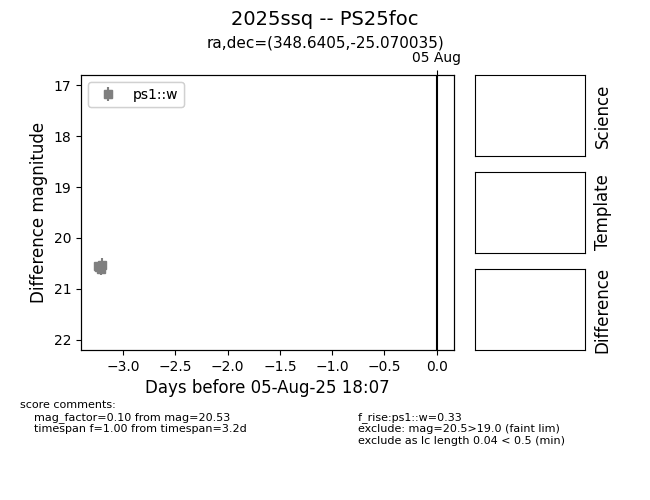 2025ssq -- PS25foc
ra,dec=(348.6405,-25.070035)
05 Aug
ps1::w
17
18
19
20
21
22
Difference magnitude
−3.0
−2.5
−2.0
−1.5
−1.0
−0.5
0.0
Days before 05-Aug-25 18:07
Science
Template
Difference
score comments:
mag_factor=0.10 from mag=20.53
timespan f=1.00 from timespan=3.2d
f_rise:ps1::w=0.33
exclude: mag=20.5>19.0 (faint lim)
exclude as lc length 0.04 < 0.5 (min)